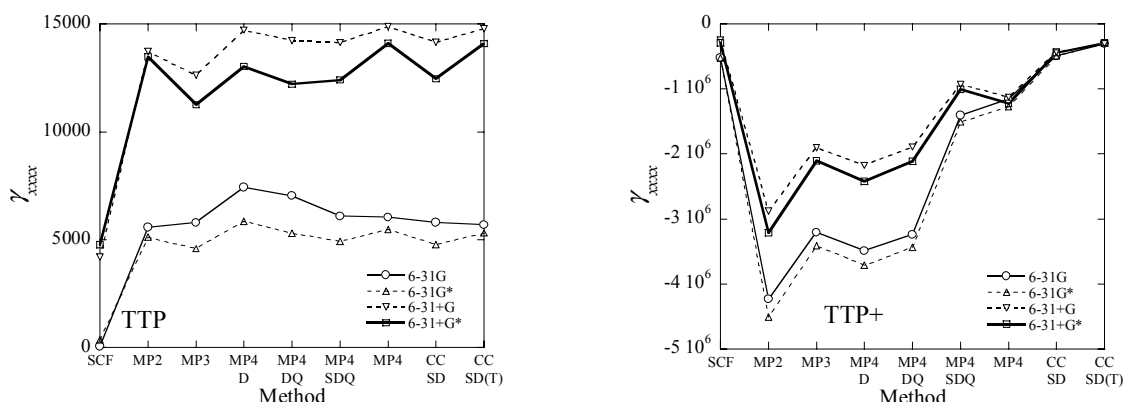 15000
10000
5000
0
γxxxx
TTP
6-31G
6-31G*
6-31+G
6-31+G*
SCF MP2 MP3 MP4 MP4 MP4 MP4 CC CC
D DQ SDQ SD SD(T)
Method
0
-1 10⁶
-2 10⁶
-3 10⁶
-4 10⁶
-5 10⁶
γxxxx
TTP+
6-31G
6-31G*
6-31+G
6-31+G*
SCF MP2 MP3 MP4 MP4 MP4 MP4 CC CC
D DQ SDQ SD SD(T)
Method